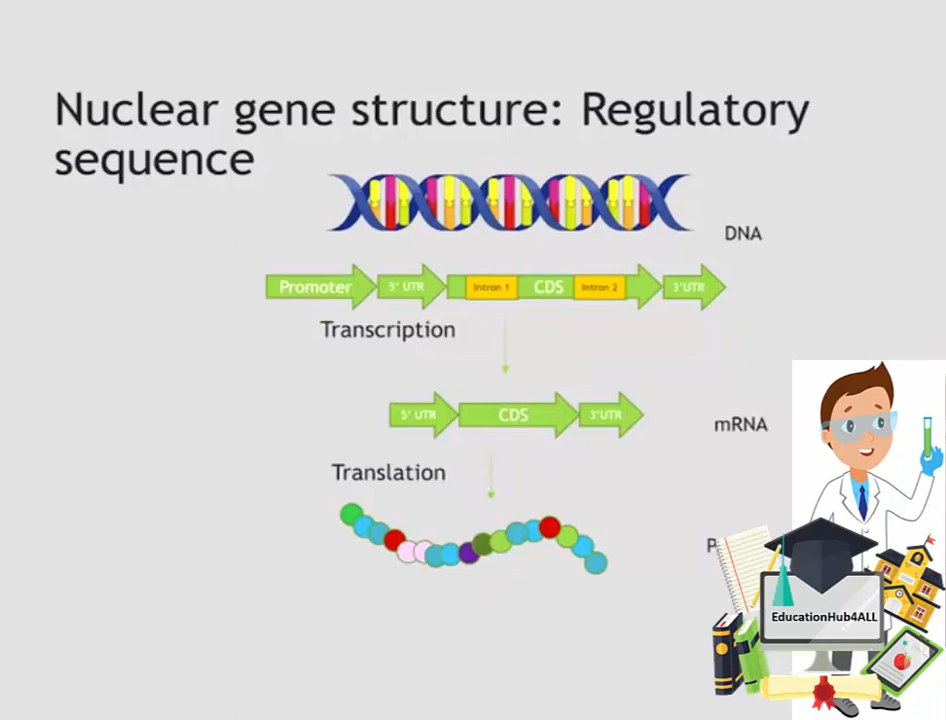 Nuclear gene structure: Regulatory
sequence
DNA
Promoter 5' UTR Intron 1 CDS Intron 2 3'UTR
Transcription
5' UTR CDS 3'UTR mRNA
Translation
EducationHub4ALL